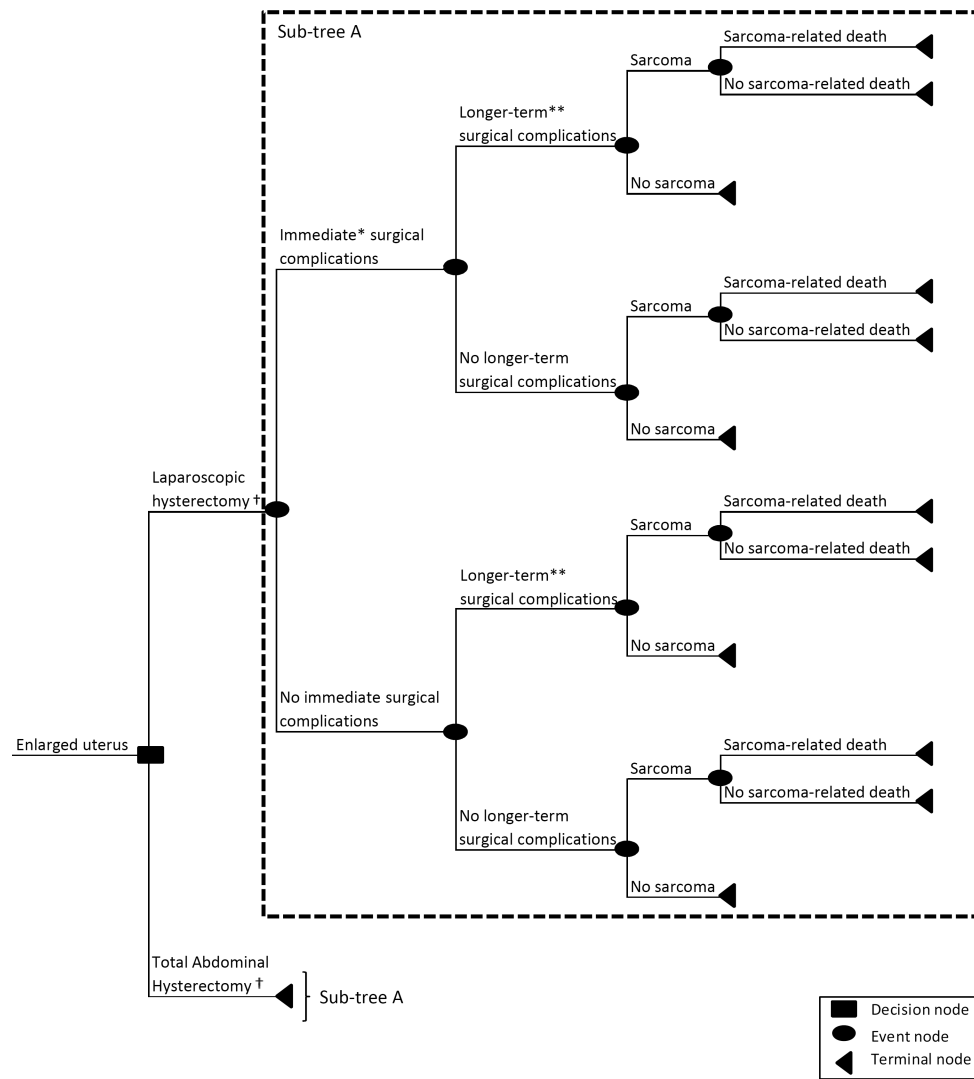 Sub-tree A
Sarcoma-related death
Sarcoma
No sarcoma-related death
Longer-term**
surgical complications
No sarcoma
Immediate* surgical
complications
Sarcoma-related death
Sarcoma
No sarcoma-related death
No longer-term
surgical complications
No sarcoma
Laparoscopic
hysterectomy †
Sarcoma-related death
Sarcoma
No sarcoma-related death
Longer-term**
surgical complications
No sarcoma
No immediate surgical
complications
Enlarged uterus
Sarcoma-related death
Sarcoma
No sarcoma-related death
No longer-term
surgical complications
No sarcoma
Total Abdominal
Hysterectomy †
Sub-tree A
Decision node
Event node
Terminal node